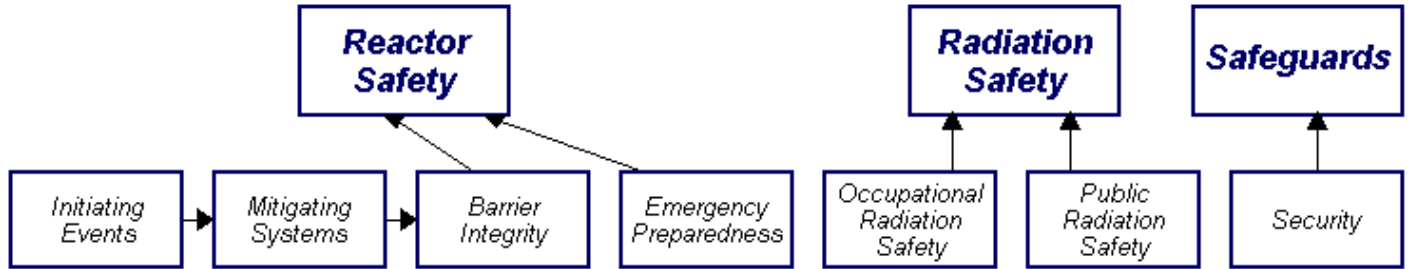 Reactor
Safety
Radiation
Safety
Safeguards
Initiating
Events
Mitigating
Systems
Barrier
Integrity
Emergency
Preparedness
Occupational
Radiation
Safety
Public
Radiation
Safety
Security